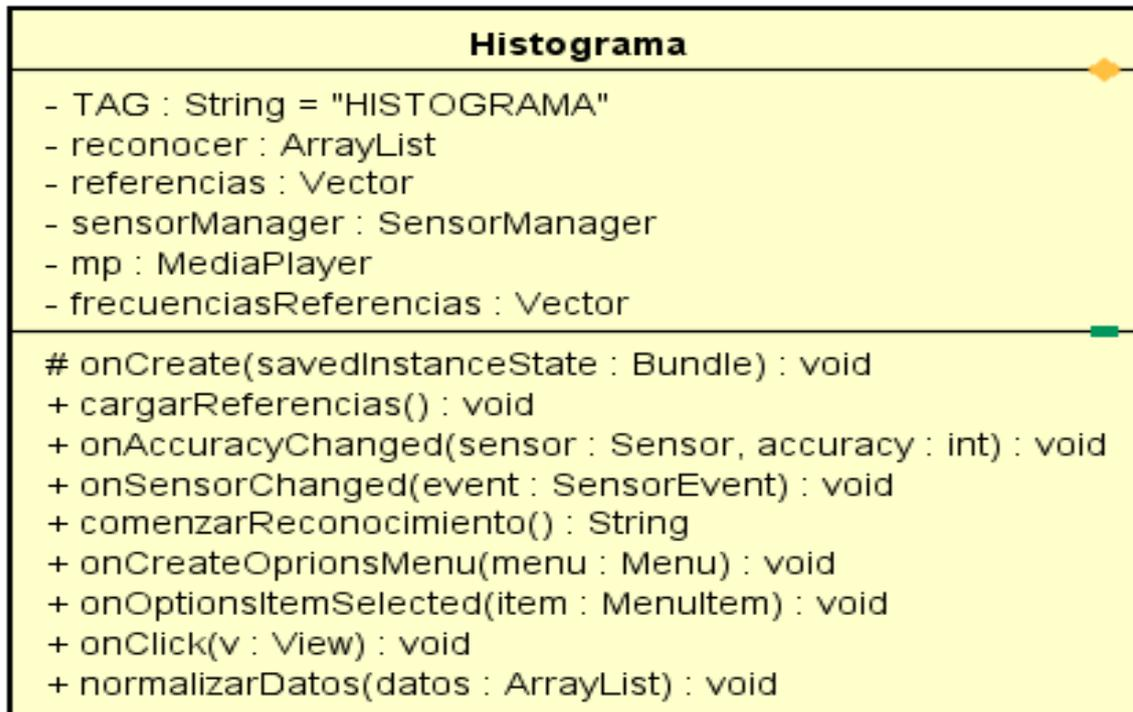 Histograma
- TAG : String = "HISTOGRAMA"
- reconocer : ArrayList
- referencias : Vector
- sensorManager : SensorManager
- mp : MediaPlayer
- frecuenciasReferencias : Vector
# onCreate(savedInstanceState : Bundle) : void
+ cargarReferencias() : void
+ onAccuracyChanged(sensor : Sensor, accuracy : int) : void
+ onSensorChanged(event : SensorEvent) : void
+ comenzarReconocimiento() : String
+ onCreateOprionsMenu(menu : Menu) : void
+ onOptionsItemSelected(item : MenuItem) : void
+ onClick(v : View) : void
+ normalizarDatos(datos : ArrayList) : void